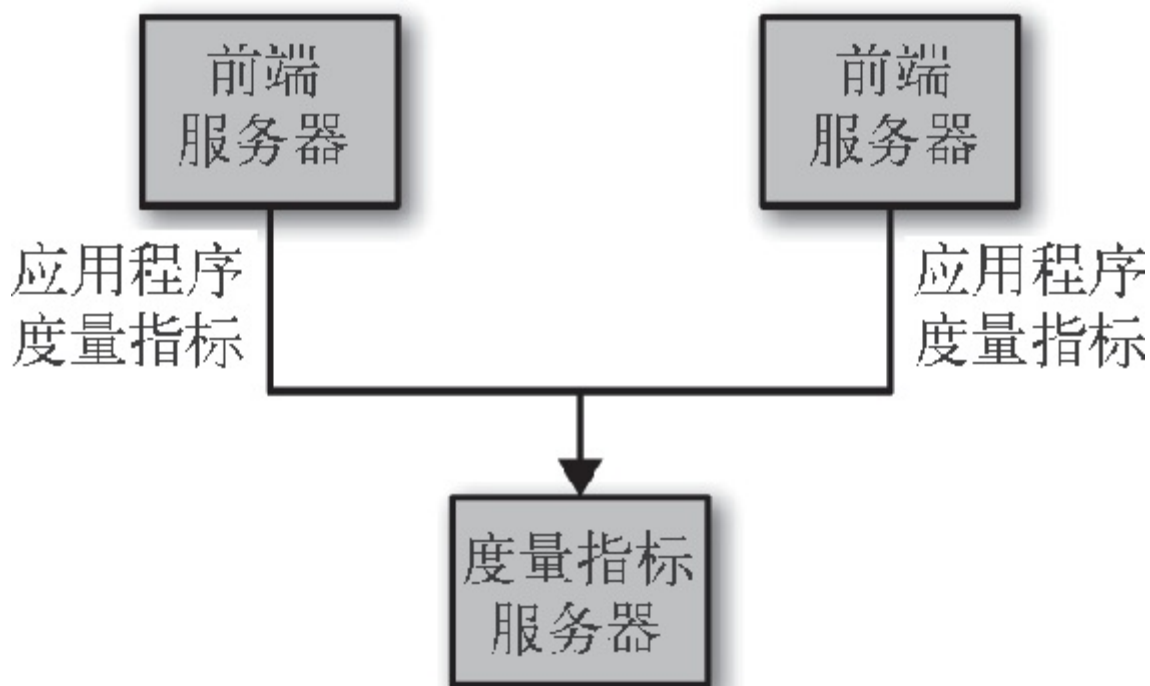 前端
服务器
前端
服务器
应用程序
度量指标
应用程序
度量指标
度量指标
服务器